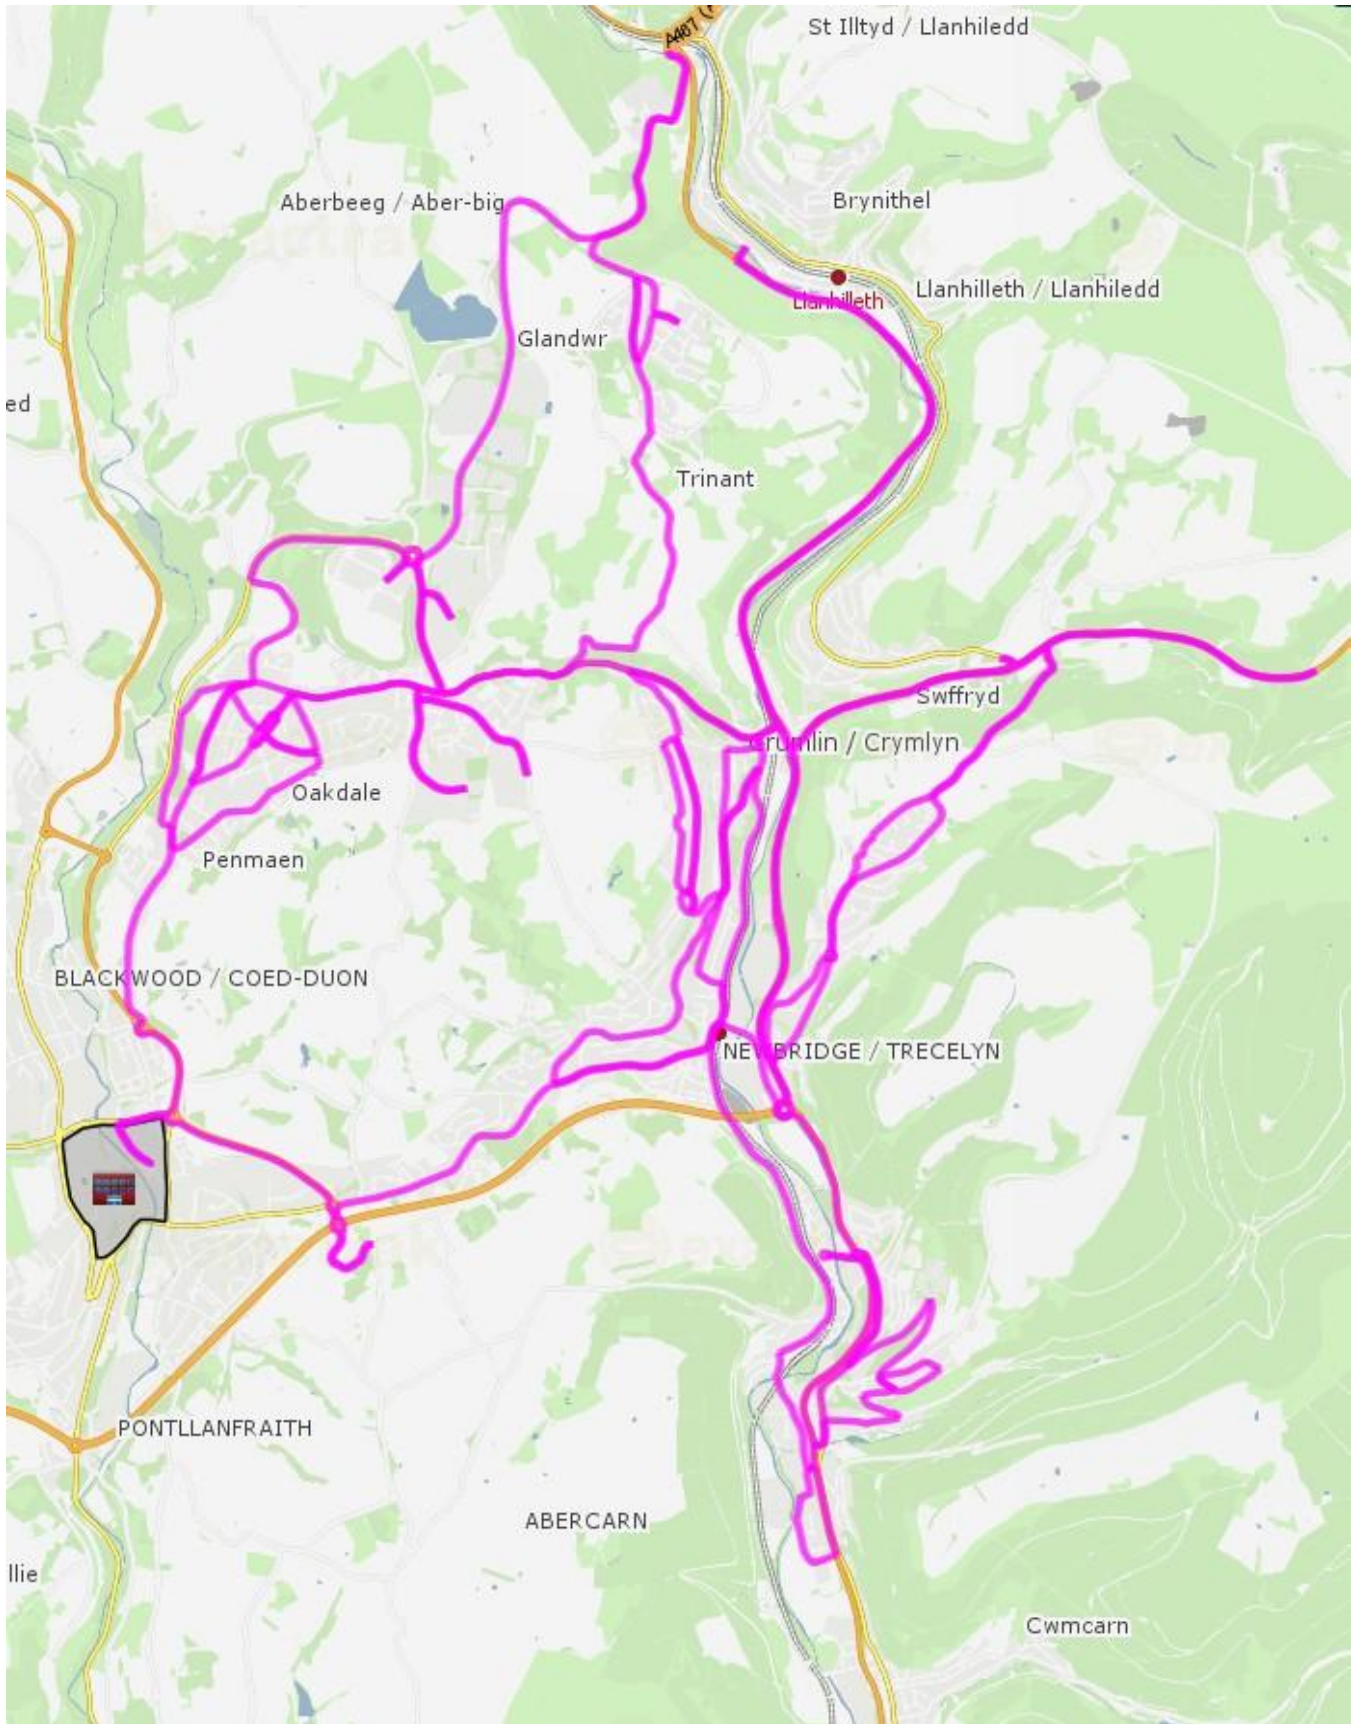 St Illtyd / Llanhiledd
Aberbeeg / Aber-big
Brynithel
Llanhilleth / Llanhiledd
Llanhilleth
Glandwr
ed
Trinant
Swffryd
Crumlin / Crymlyn
Oakdale
Penmaen
BLACKWOOD / COED-DUON
NEWBRIDGE / TRECELYN
PONTLLANFRAITH
ABERCARN
llie
Cwmcarn